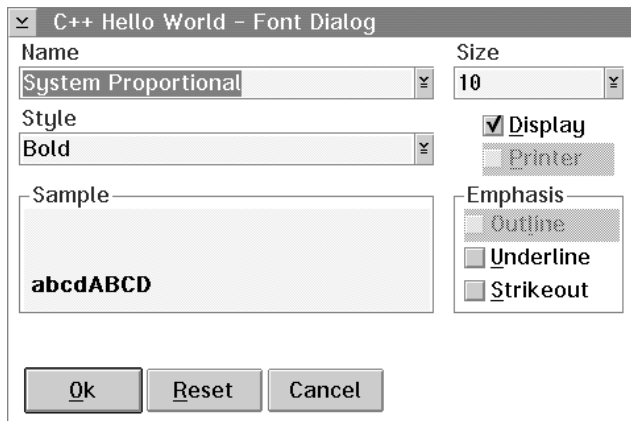 C++ Hello World - Font Dialog
Name
Size
System Proportional
10
Style
Display
Bold
Printer
Sample
Emphasis
Outline
Underline
abcdABCD
Strikeout
Ok
Reset
Cancel